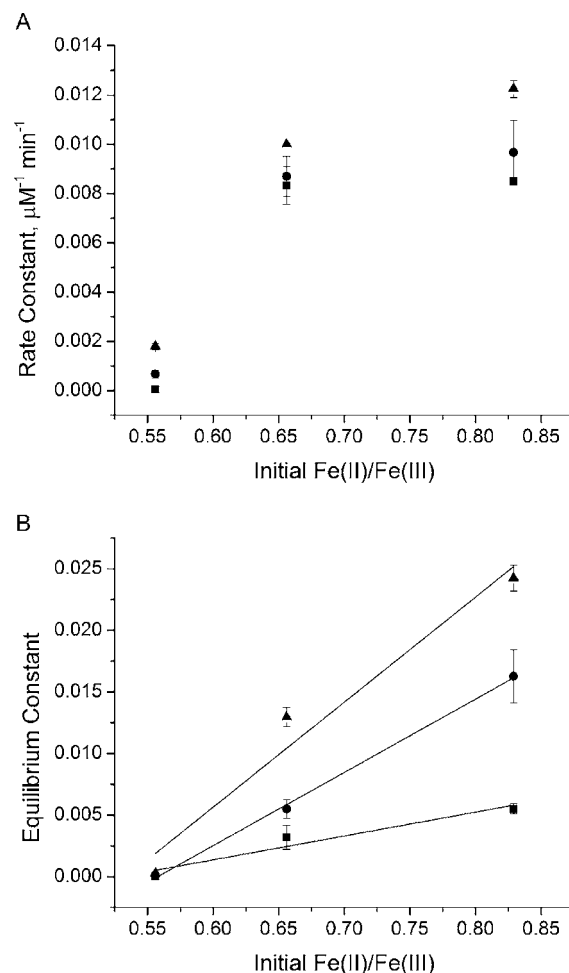 A
0.014
0.012
0.010
0.008
0.006
0.004
0.002
0.000
Rate Constant, μM⁻¹ min⁻¹
0.55 0.60 0.65 0.70 0.75 0.80 0.85
Initial Fe(II)/Fe(III)
B
0.025
0.020
0.015
0.010
0.005
0.000
Equilibrium Constant
0.55 0.60 0.65 0.70 0.75 0.80 0.85
Initial Fe(II)/Fe(III)